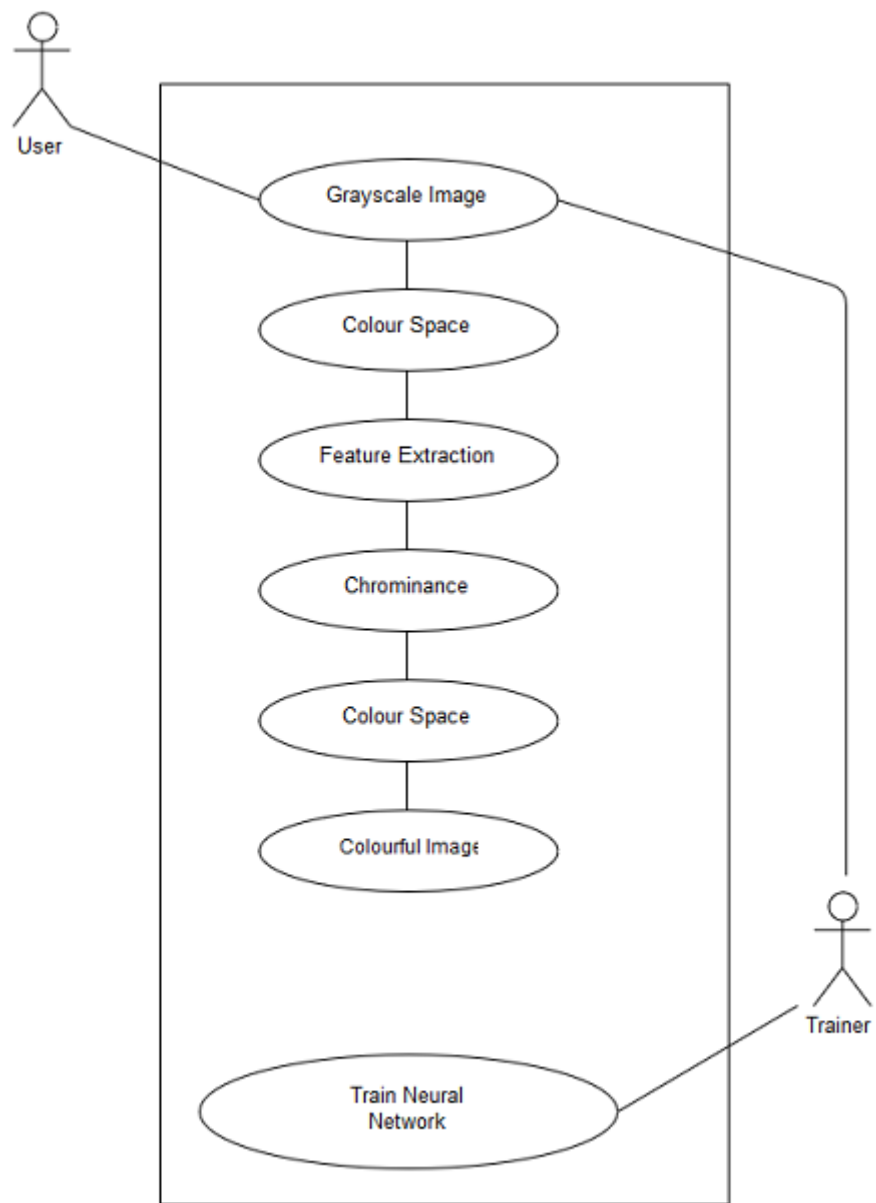 User
Grayscale Image
Colour Space
Feature Extraction
Chrominance
Colour Space
Colourful Image
Trainer
Train Neural
Network